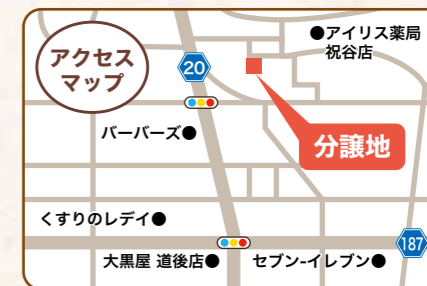 アクセス
マップ
20
●アイリス薬局
祝谷店
バーバーズ●
分譲地
くすりのレデイ●
187
大黒屋 道後店●
セブン-イレブン●